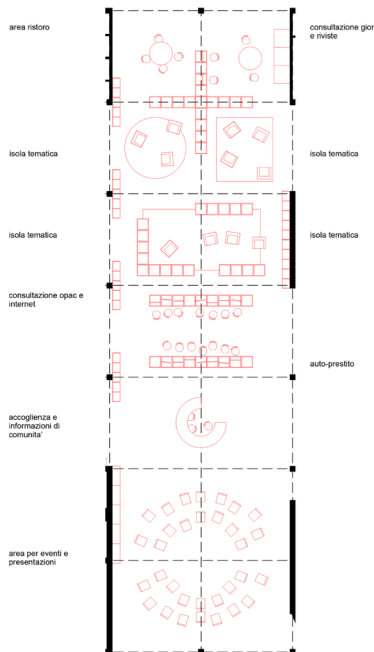 area ristoro
consultazione gior
e riviste
isola tematica
isola tematica
isola tematica
isola tematica
consultazione opac e
internet
auto-prestito
accoglienza e
informazioni di
comunita'
area per eventi e
presentazioni